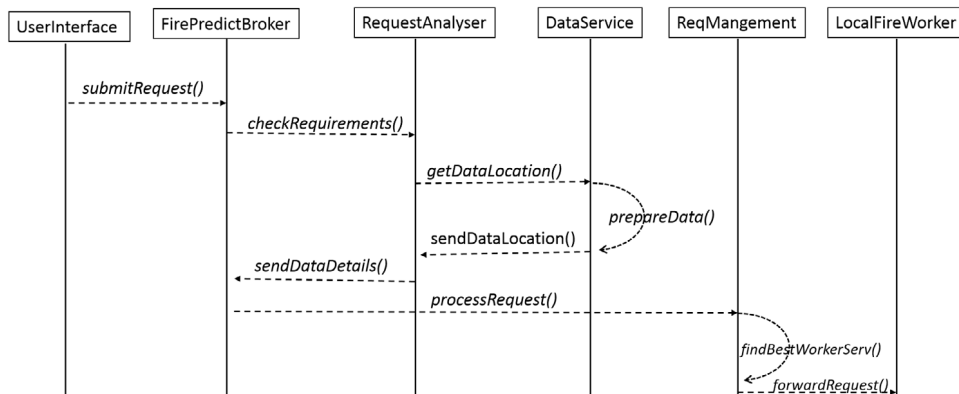 UserInterface
FirePredictBroker
RequestAnalyser
DataService
ReqMangement
LocalFireWorker
submitRequest()
checkRequirements()
getDataLocation()
prepareData()
sendDataLocation()
sendDataDetails()
processRequest()
findBestWorkerServ()
forwardRequest()